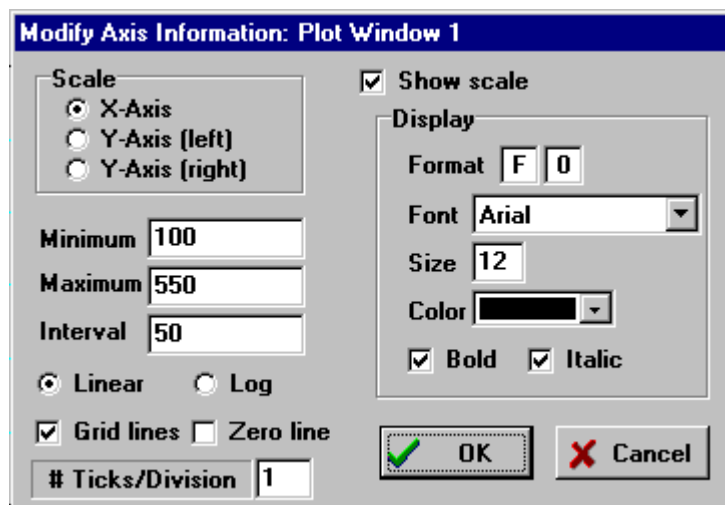 Modify Axis Information: Plot Window 1
Scale
X-Axis
Y-Axis (left)
Y-Axis (right)
Minimum 100
Maximum 550
Interval 50
Linear Log
Grid lines Zero line
# Ticks/Division 1
Show scale
Display
Format F 0
Font Arial
Size 12
Color
Bold Italic
OK Cancel